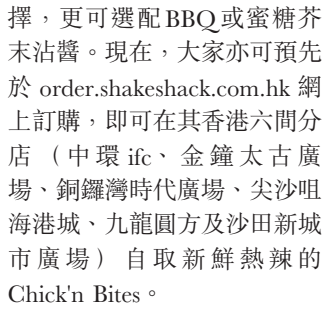 擇，更可選配BBQ或蜜糖芥
末沾醬。現在，大家亦可預先
於 order.shakeshack.com.hk 網
上訂購，即可在其香港六間分
店（中環ifc、金鐘太古廣
場、銅鑼灣時代廣場、尖沙咀
海港城、九龍圓方及沙田新城
市廣場）自取新鮮熱辣的
Chick'n Bites。